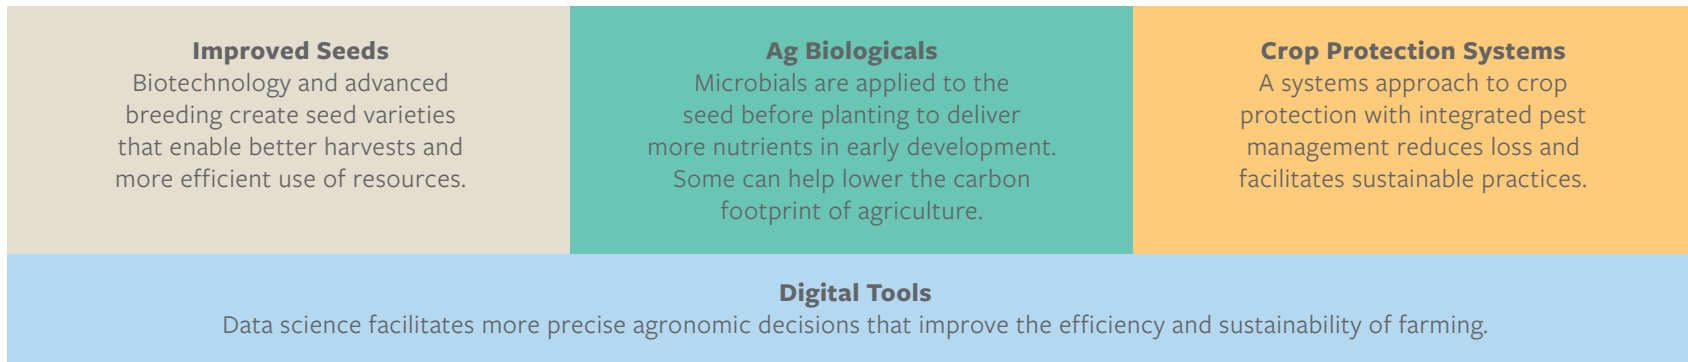 Improved Seeds
Biotechnology and advanced
breeding create seed varieties
that enable better harvests and
more efficient use of resources.
Ag Biologicals
Microbials are applied to the
seed before planting to deliver
more nutrients in early development.
Some can help lower the carbon
footprint of agriculture.
Crop Protection Systems
A systems approach to crop
protection with integrated pest
management reduces loss and
facilitates sustainable practices.
Digital Tools
Data science facilitates more precise agronomic decisions that improve the efficiency and sustainability of farming.